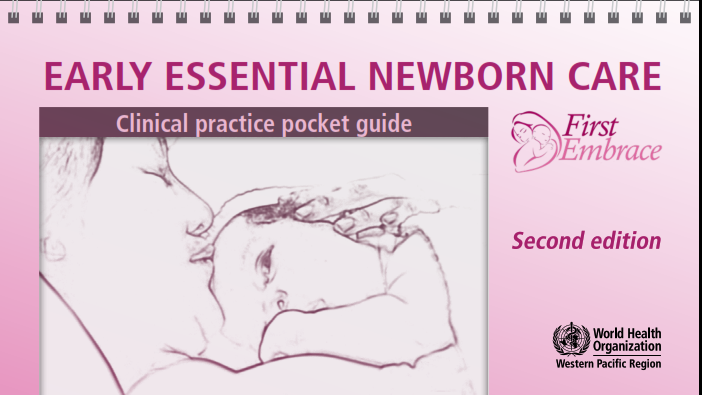 EARLY ESSENTIAL NEWBORN CARE
Clinical practice pocket guide
First
Embrace
Second edition
World Health
Organization
Western Pacific Region